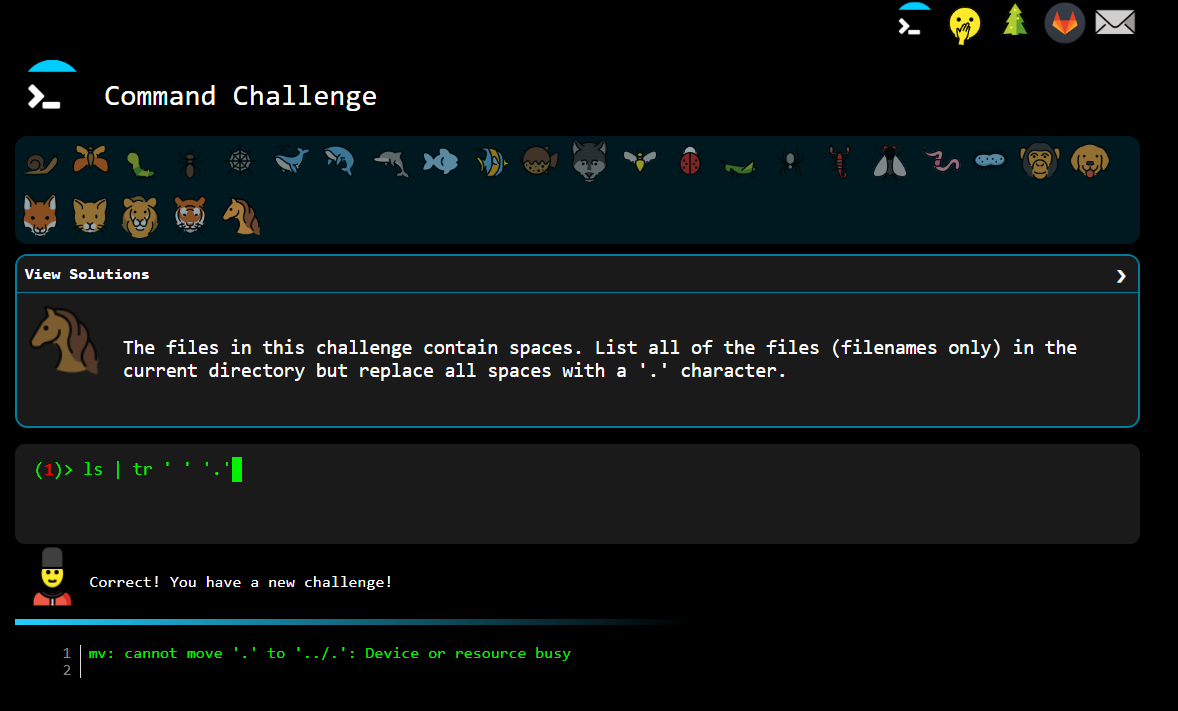 Command Challenge
View Solutions
The files in this challenge contain spaces. List all of the files (filenames only) in the
current directory but replace all spaces with a '.' character.
(1)> ls | tr ' ' '.'
Correct! You have a new challenge!
1 mv: cannot move '.' to '../.': Device or resource busy
2